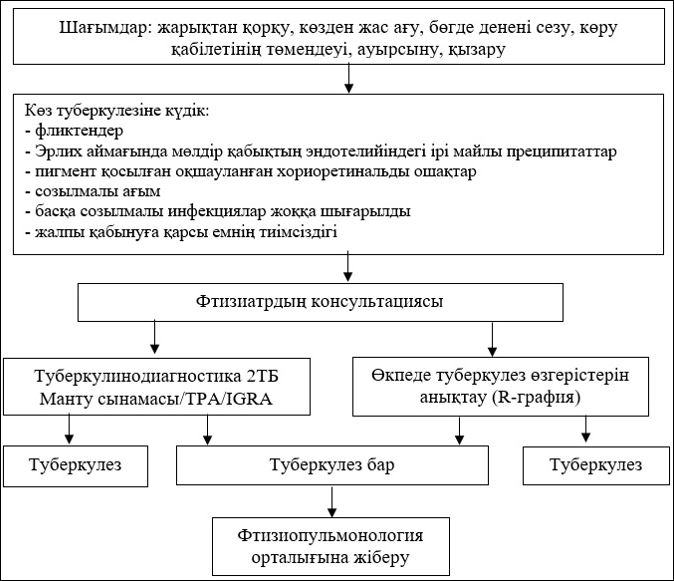 Шағымдар: жарықтан қорқу, көзден жас ағу, бөгде денені сезу, көру
қабілетінің төмендеуі, ауырсыну, қызару
Көз туберкулезіне күдік:
- фликтендер
- Эрлих аймағында мөлдір қабықтың эндотелийіндегі ірі майлы преципитаттар
- пигмент қосылған оқшауланған хориоретинальды ошақтар
- созылмалы ағым
- басқа созылмалы инфекциялар жоққа шығарылды
- жалпы қабынуға қарсы емнің тиімсіздігі
Фтизиатрдың консультациясы
Туберкулинодиагностика 2ТБ
Манту сынамасы/ТРА/IGRA
Өкпеде туберкулез өзгерістерін
анықтау (R-графия)
Туберкулез
Туберкулез бар
Туберкулез
Фтизиопульмонология
орталығына жіберу